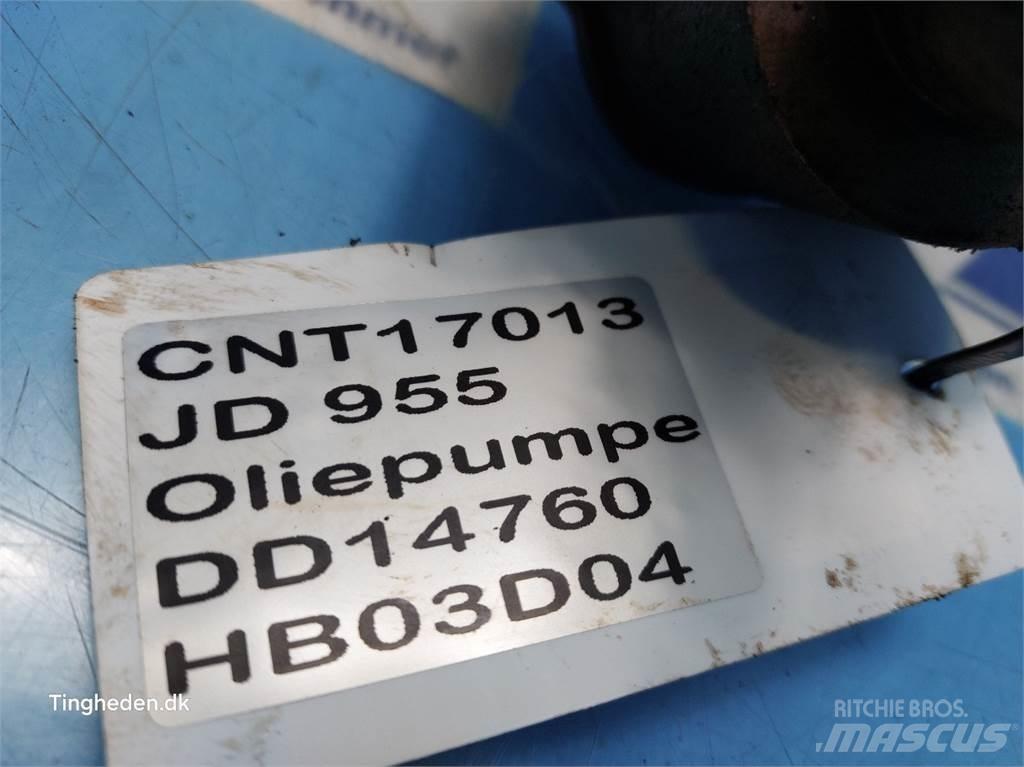 CNT17013
JD 955
Oliepumpe
DD14760
HB03D04
Tingheden.dk
RITCHIE BROS.
MASCUS